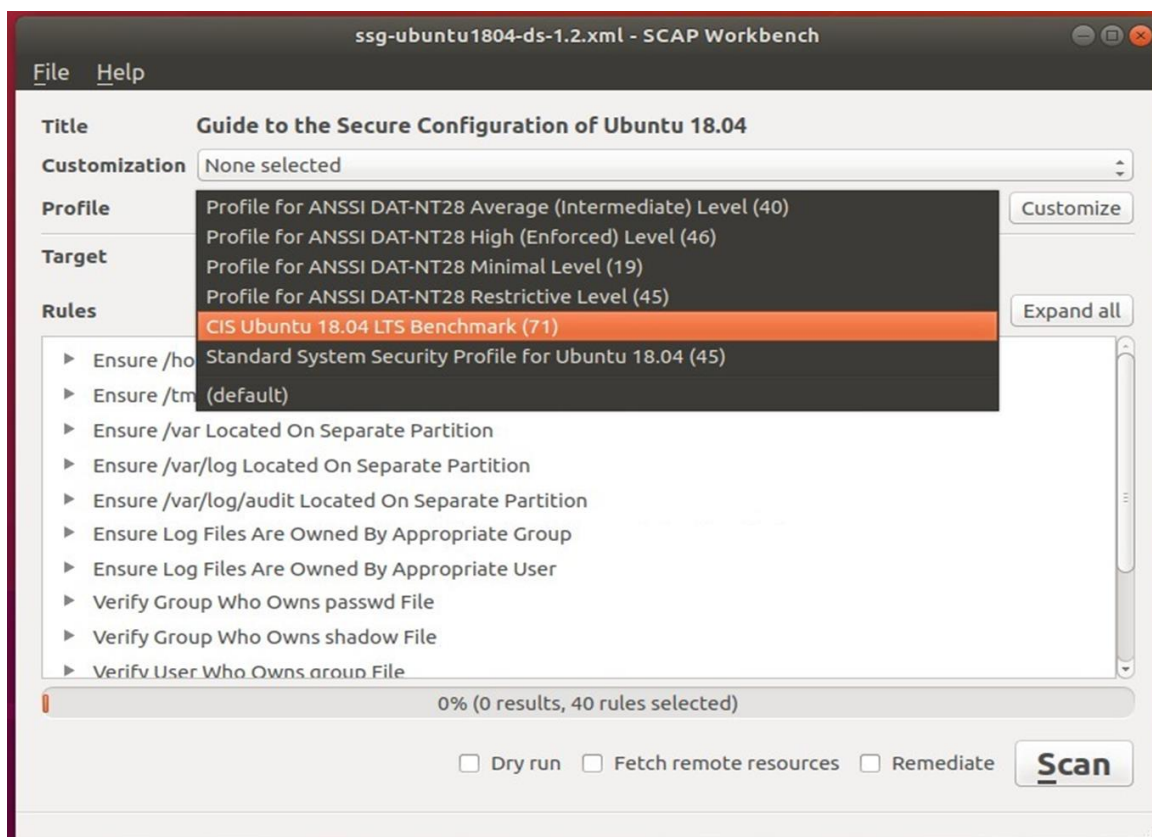 ssg-ubuntu1804-ds-1.2.xml - SCAP Workbench
File Help
Title Guide to the Secure Configuration of Ubuntu 18.04
Customization None selected
Profile Profile for ANSSI DAT-NT28 Average (Intermediate) Level (40) Customize
Profile for ANSSI DAT-NT28 High (Enforced) Level (46)
Target
Profile for ANSSI DAT-NT28 Minimal Level (19)
Profile for ANSSI DAT-NT28 Restrictive Level (45)
Rules Expand all
CIS Ubuntu 18.04 LTS Benchmark (71)
Ensure /ho Standard System Security Profile for Ubuntu 18.04 (45)
Ensure /tm (default)
Ensure /var Located On Separate Partition
Ensure /var/log Located On Separate Partition
Ensure /var/log/audit Located On Separate Partition
Ensure Log Files Are Owned By Appropriate Group
Ensure Log Files Are Owned By Appropriate User
Verify Group Who Owns passwd File
Verify Group Who Owns shadow File
Verify User Who Owns group File
0% (0 results, 40 rules selected)
Dry run Fetch remote resources Remediate Scan